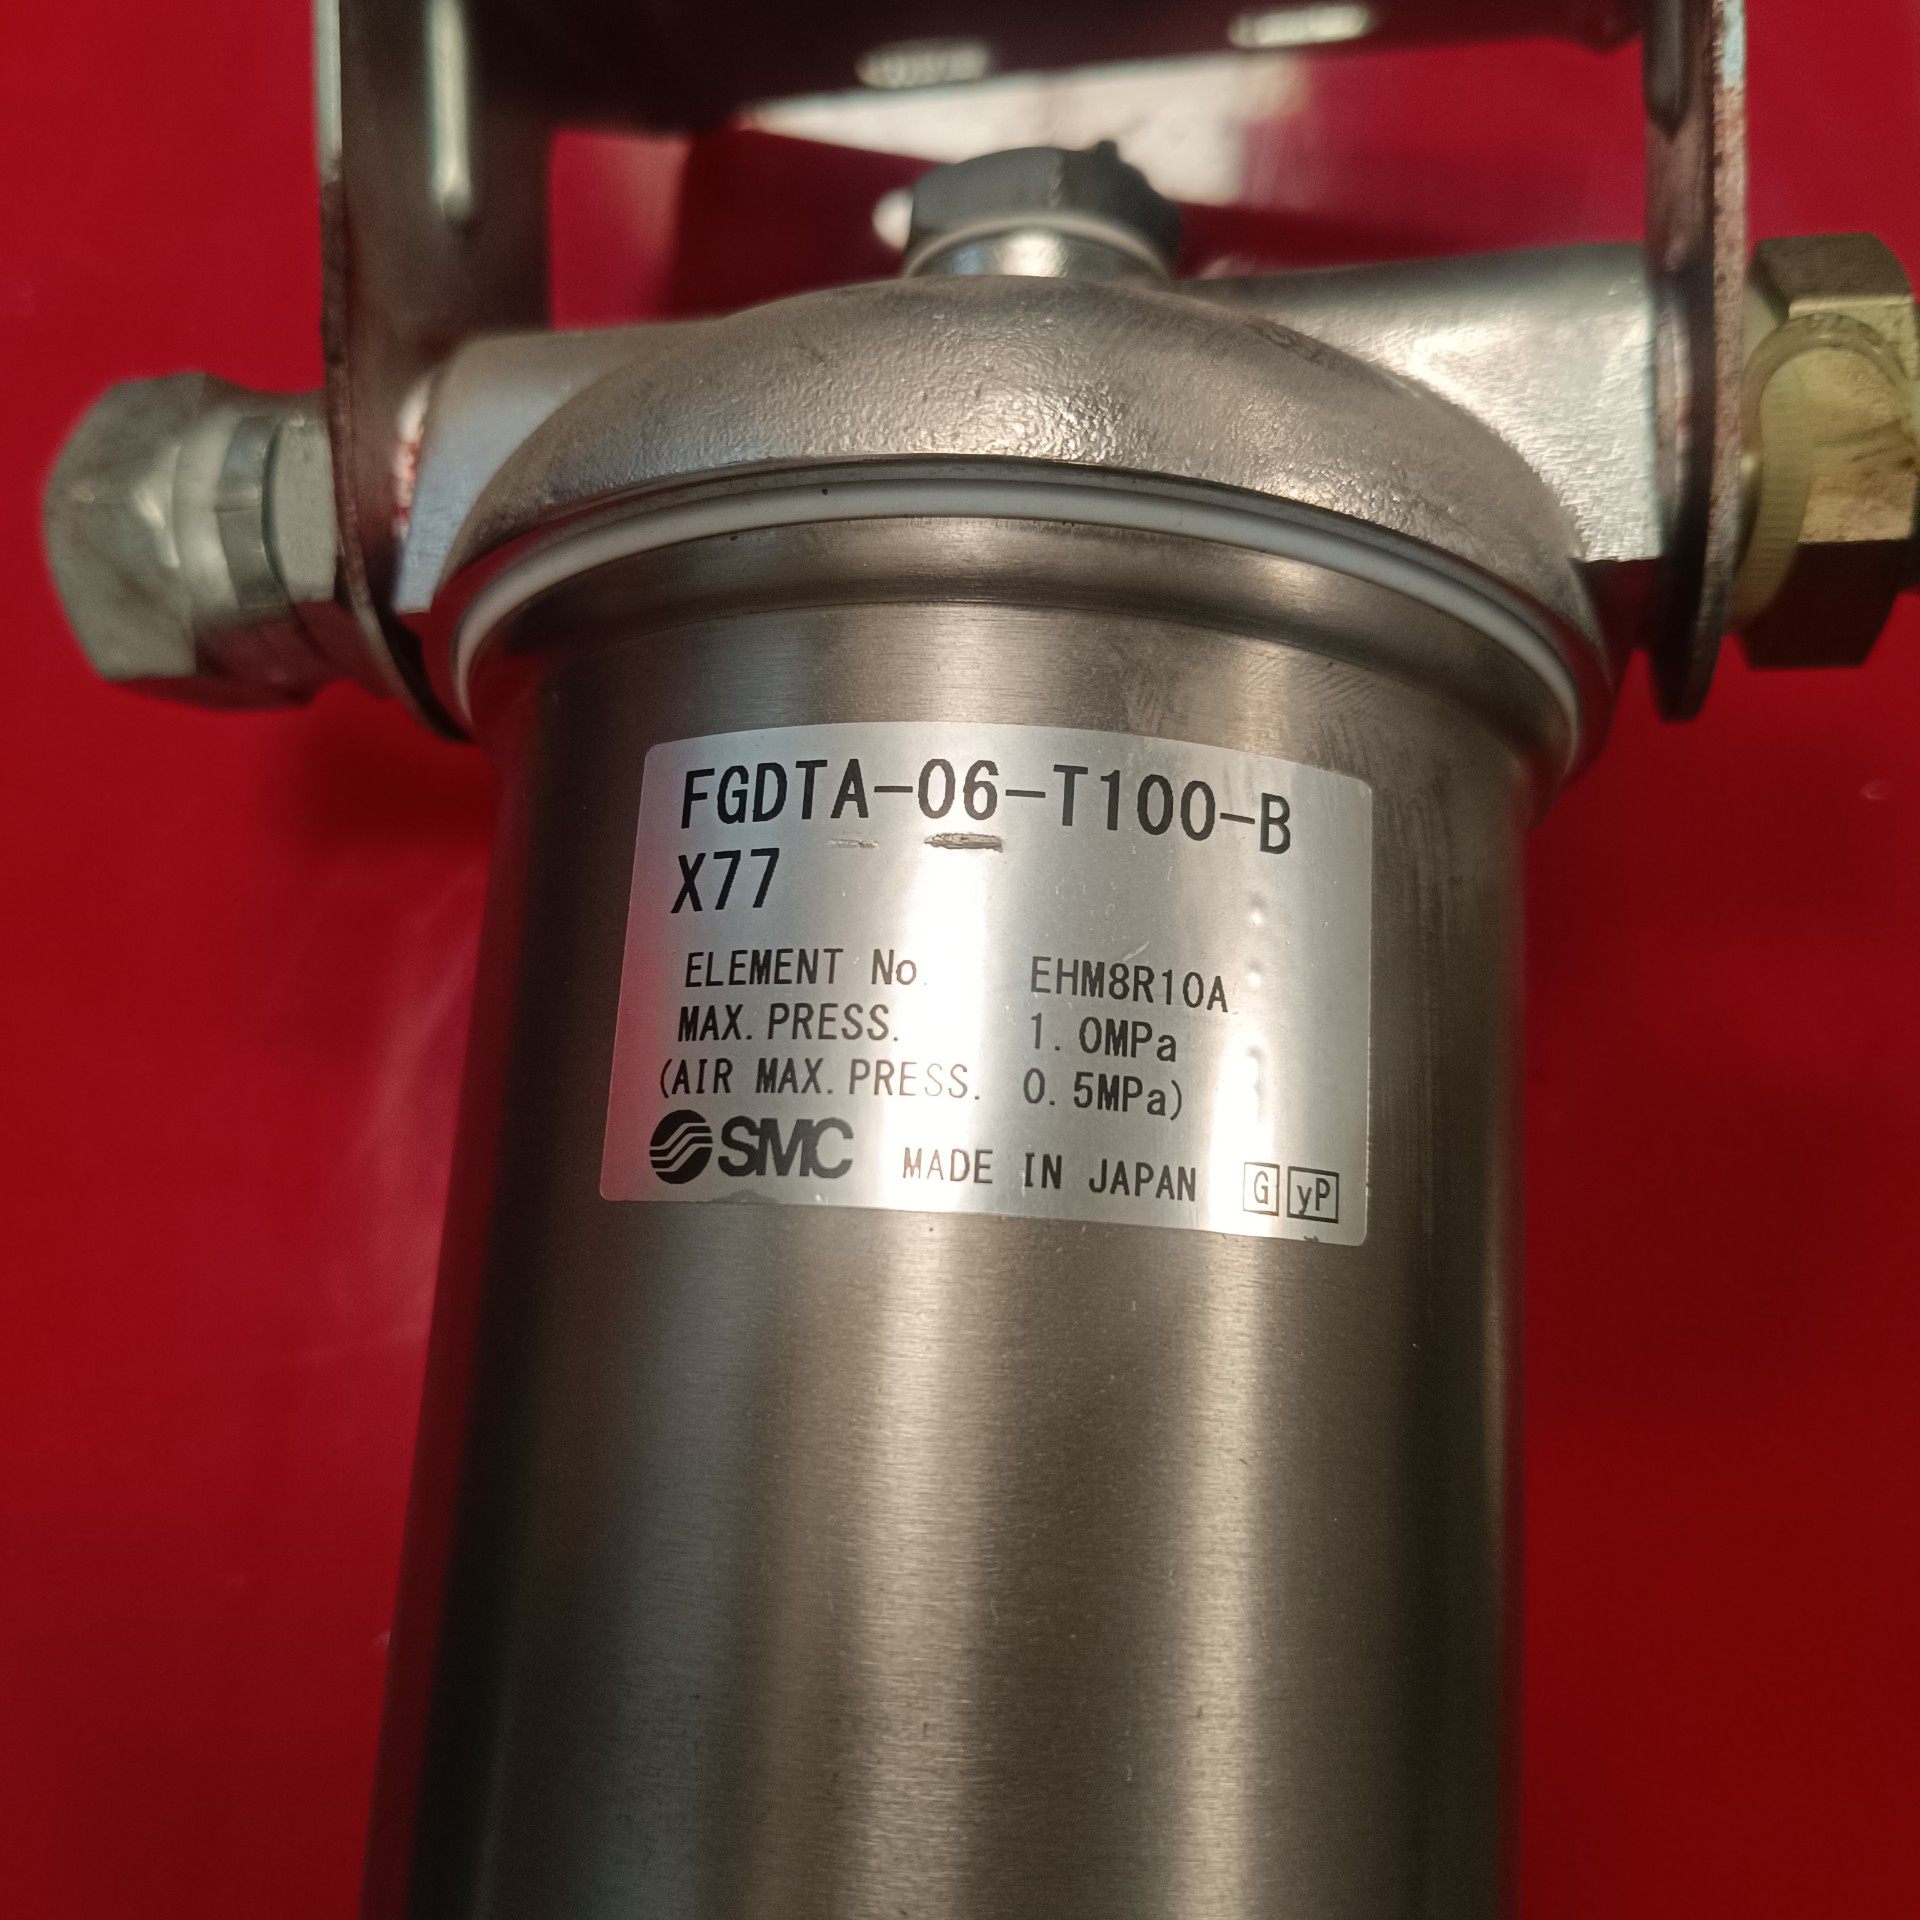 FGDTA-06-T100-B
X77
ELEMENT No. EHM8R10A
MAX. PRESS. 1.0MPa
(AIR MAX. PRESS. 0.5MPa)
SMC MADE IN JAPAN G yP